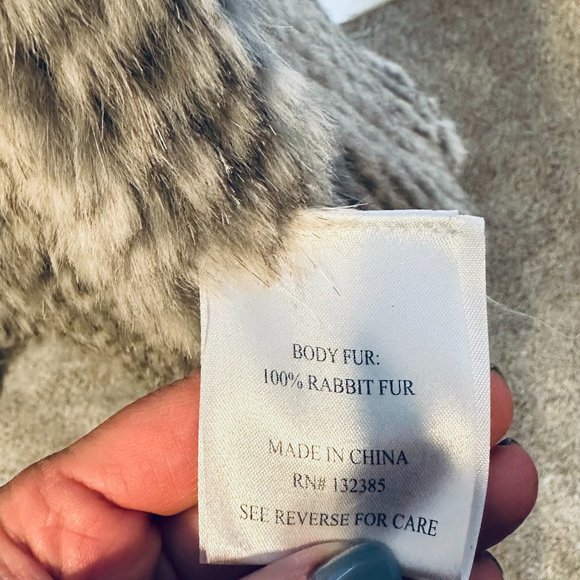 BODY FUR:
100% RABBIT FUR
MADE IN CHINA
RN# 132385
SEE REVERSE FOR CARE